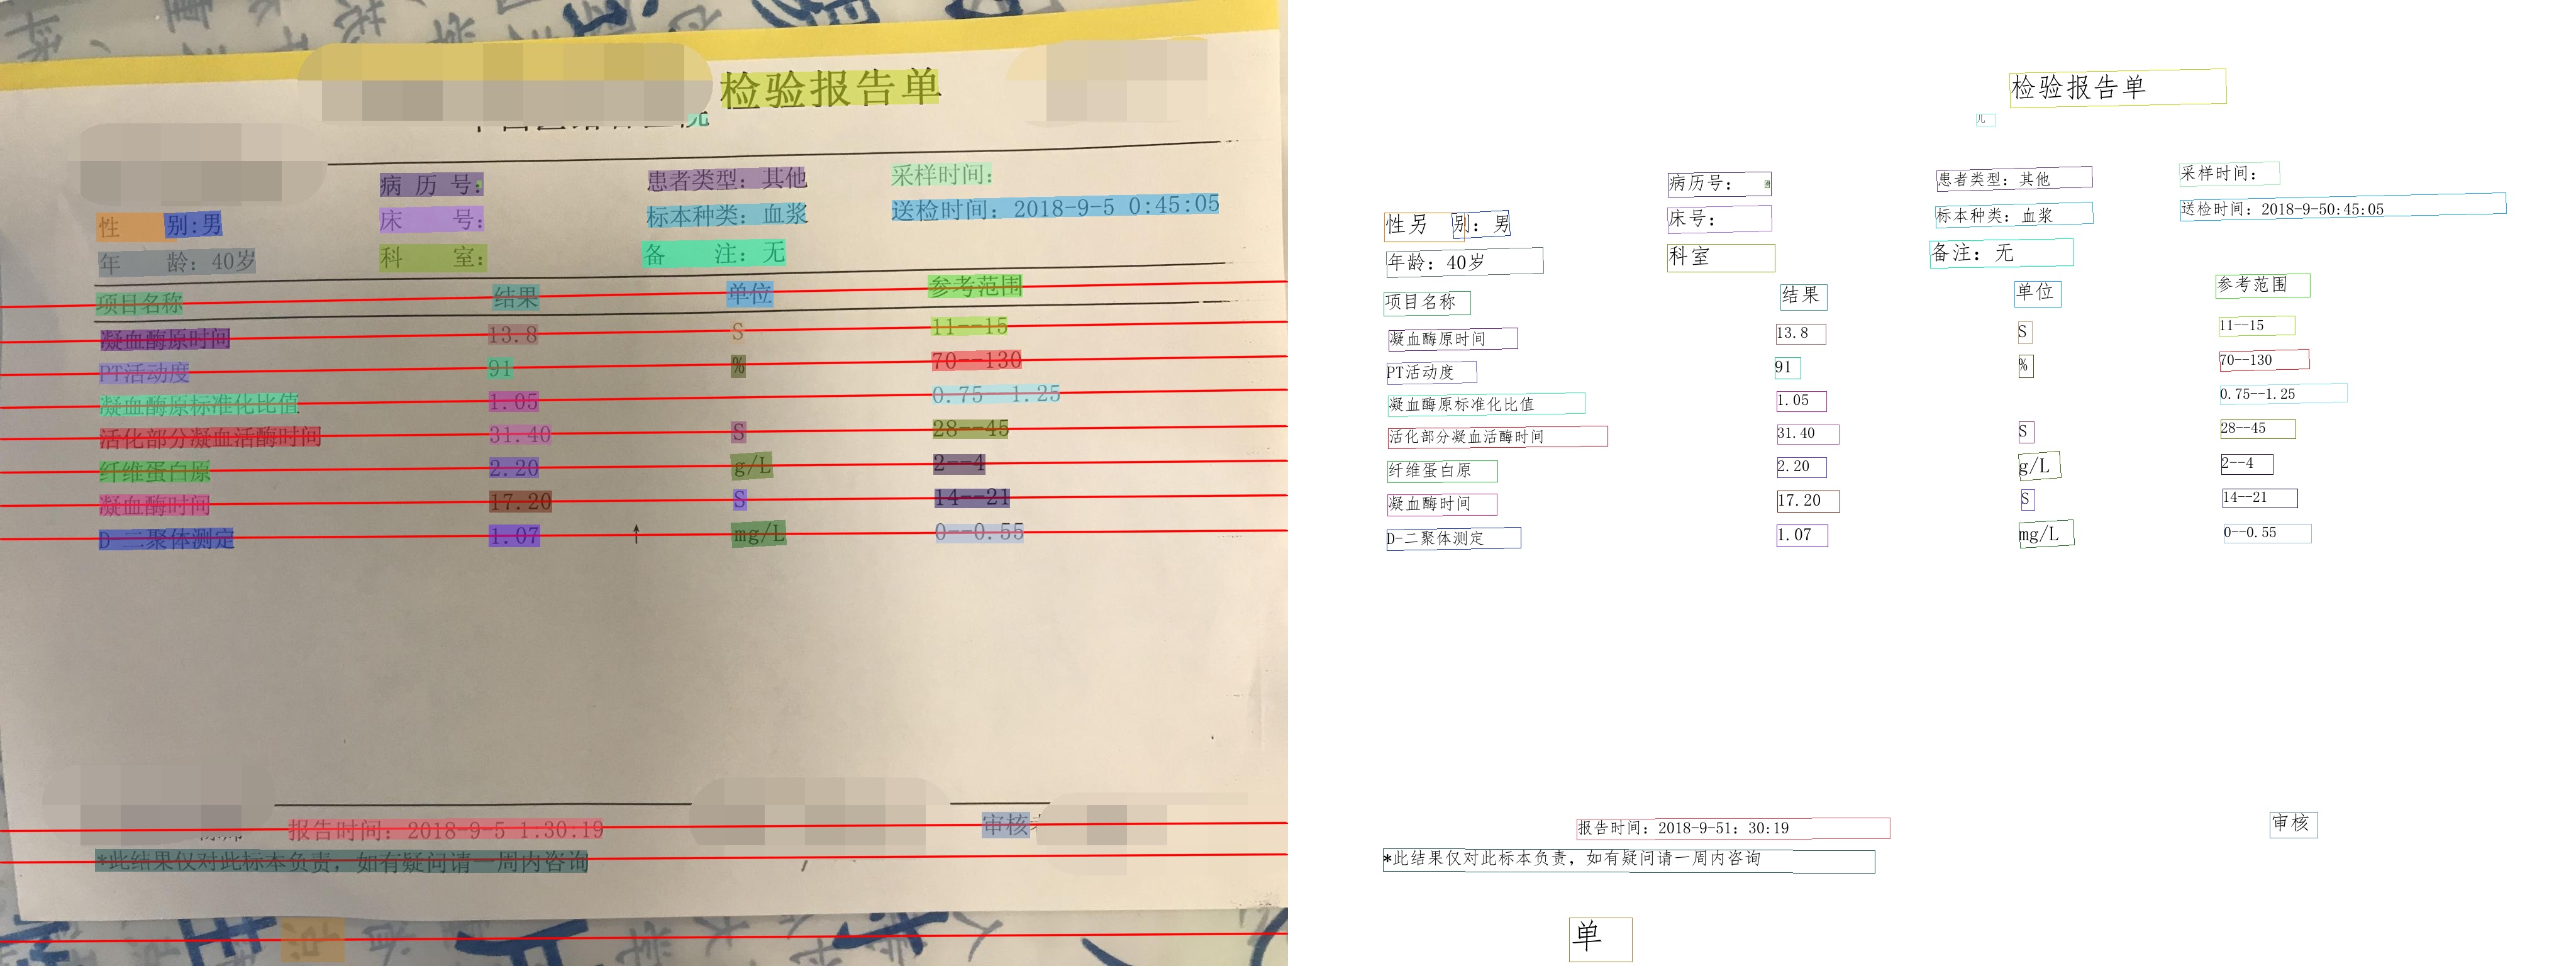 检验报告单
病 历 号: 患者类型: 其他 采样时间:
性 别:男 床 号: 标本种类: 血浆 送检时间: 2018-9-5 0:45:05
年 龄: 40岁 科 室: 备 注: 无
项目名称 结果 单位 参考范围
凝血酶原时间 13.8 S 11--15
PT活动度 91 % 70--130
凝血酶原标准化比值 1.05 0.75--1.25
活化部分凝血活酶时间 31.40 S 28--45
纤维蛋白原 2.20 g/L 2--4
凝血酶时间 17.20 S 14--21
D-二聚体测定 1.07 ↑ mg/L 0--0.55
报告时间: 2018-9-5 1:30:19 审核
*此结果仅对此标本负责, 如有疑问请一周内咨询
检验报告单
儿
病历号: 患者类型: 其他 采样时间:
性另 别: 男 床号: 标本种类: 血浆 送检时间: 2018-9-50:45:05
年龄: 40岁 科室 备注: 无
项目名称 结果 单位 参考范围
凝血酶原时间 13.8 S 11--15
PT活动度 91 % 70--130
凝血酶原标准化比值 1.05 0.75--1.25
活化部分凝血活酶时间 31.40 S 28--45
纤维蛋白原 2.20 g/L 2--4
凝血酶时间 17.20 S 14--21
D-二聚体测定 1.07 mg/L 0--0.55
报告时间: 2018-9-51: 30:19 审核
*此结果仅对此标本负责, 如有疑问请一周内咨询
单